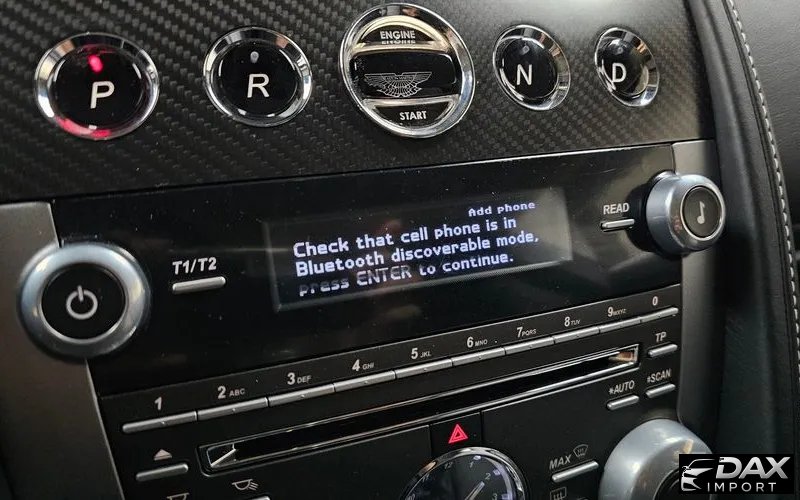 ENGINE
START
P
R
N
D
Add phone
Check that cell phone is in
Bluetooth discoverable mode,
press ENTER to continue.
T1/T2
READ
1
2 ABC
3 DEF
4 GHI
5 JKL
6 MNO
7 PQRS
8 TUV
9 WXYZ
0
TP
*AUTO
#SCAN
MAX
12
DAX
IMPORT